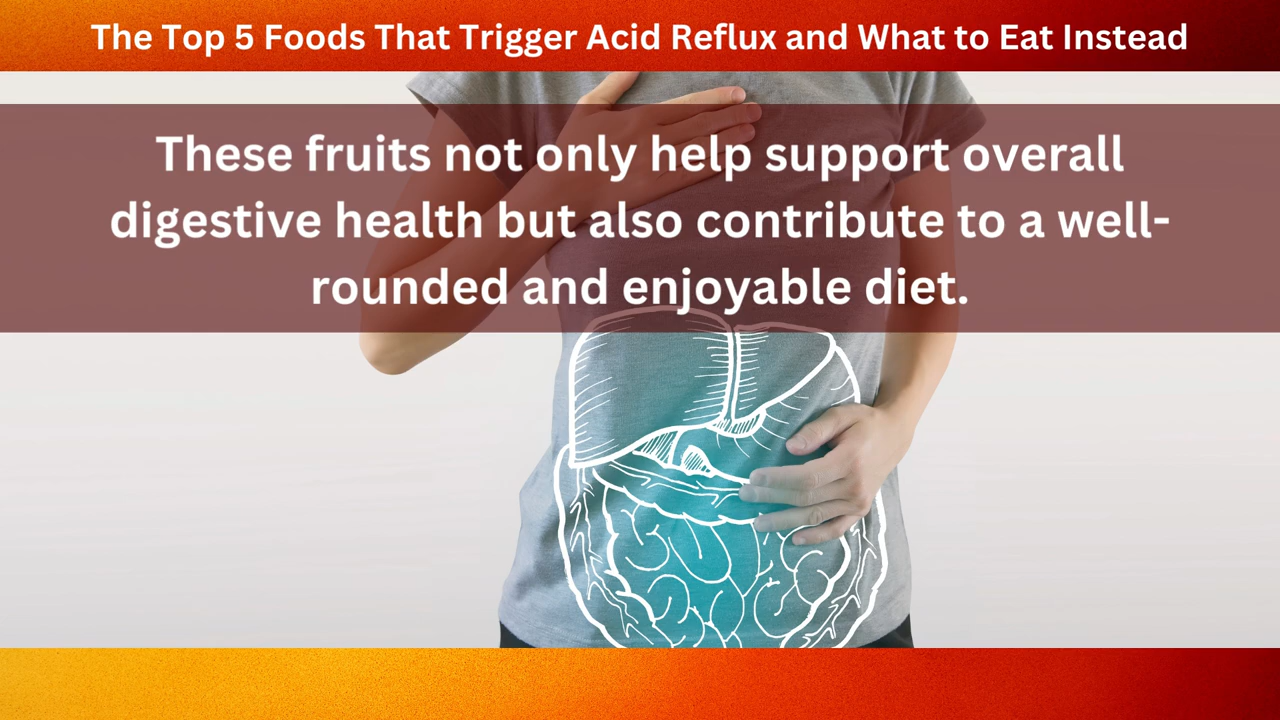 The Top 5 Foods That Trigger Acid Reflux and What to Eat Instead
These fruits not only help support overall
digestive health but also contribute to a well-
rounded and enjoyable diet.